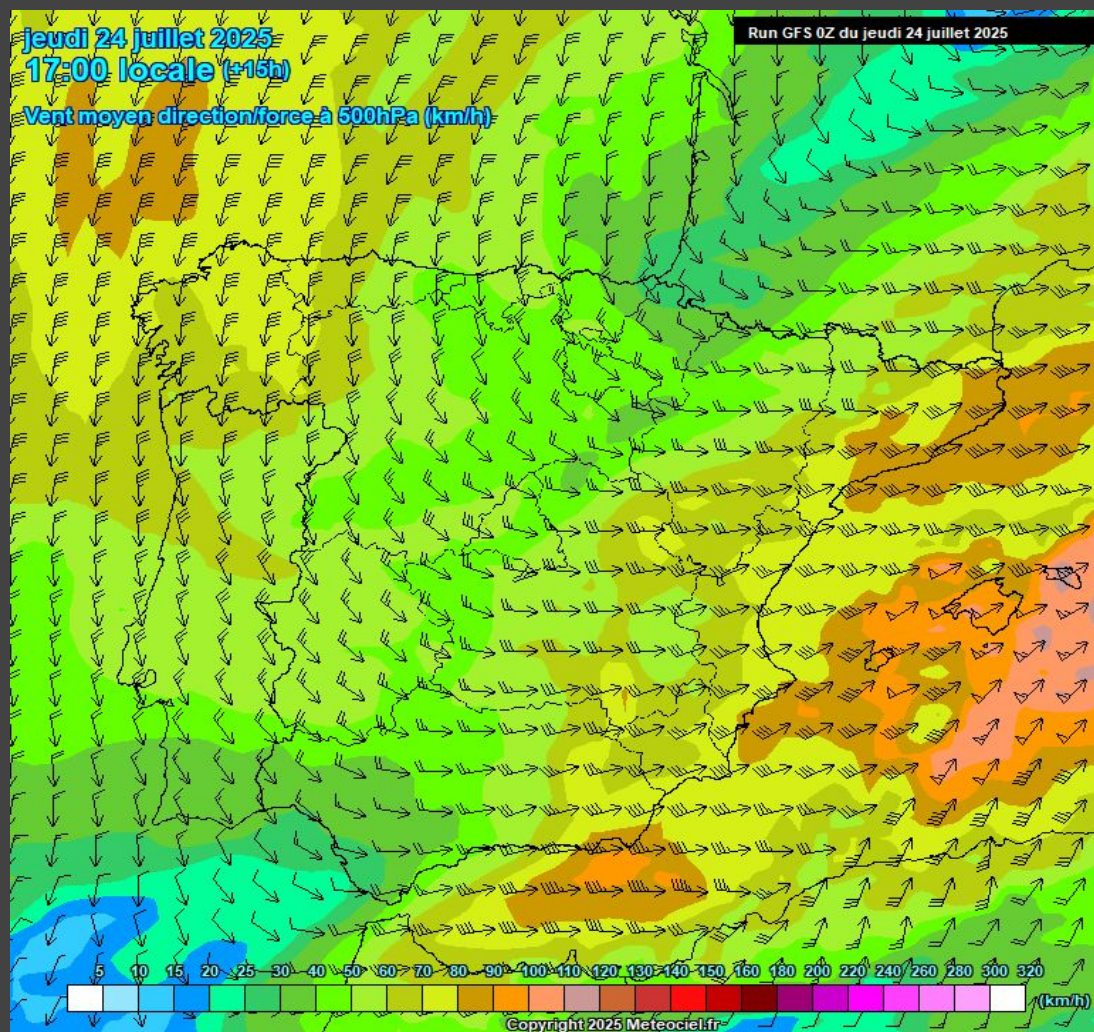 jeudi 24 juillet 2025
Run GFS 0Z du jeudi 24 juillet 2025
17:00 locale (+15h)
Vent moyen direction/force à 500hPa (km/h)
5 10 15 20 25 30 40 50 60 70 80 90 100 110 120 130 140 150 160 180 200 220 240 260 280 300 320
(km/h)
Copyright 2025 Meteociel.fr